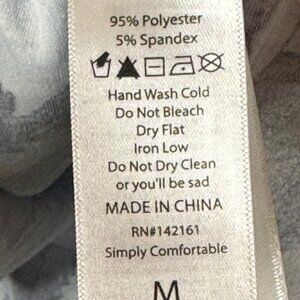 95% Polyester
5% Spandex
Hand Wash Cold
Do Not Bleach
Dry Flat
Iron Low
Do Not Dry Clean
or you'll be sad
MADE IN CHINA
RN#142161
Simply Comfortable
M